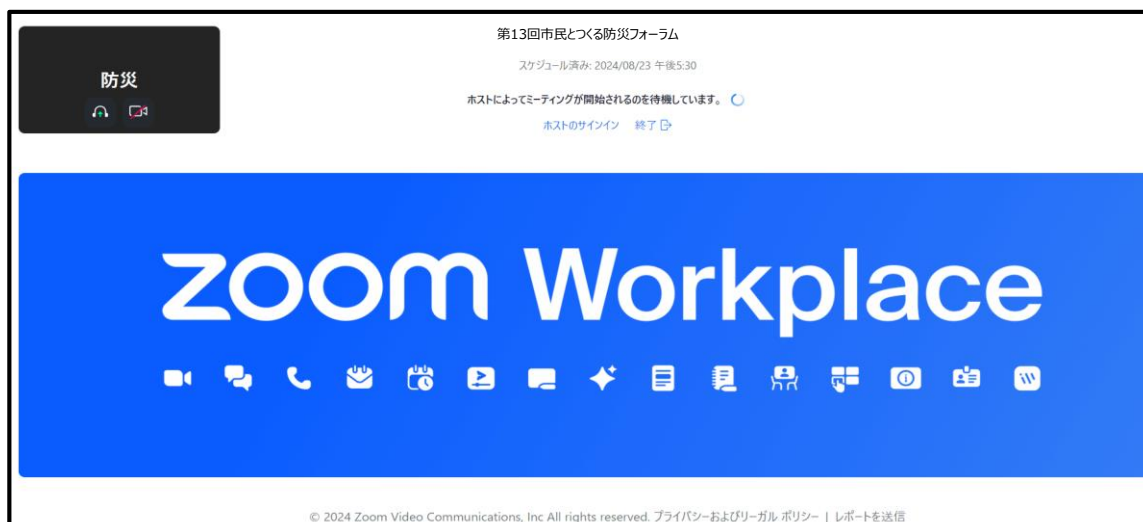 防災
第13回市民とつくる防災フォーラム
スケジュール済み: 2024/08/23 午後5:30
ホストによってミーティングが開始されるのを待機しています。
ホストのサインイン 終了
zoom Workplace
© 2024 Zoom Video Communications, Inc All rights reserved. プライバシーおよびリーガル ポリシー | レポートを送信